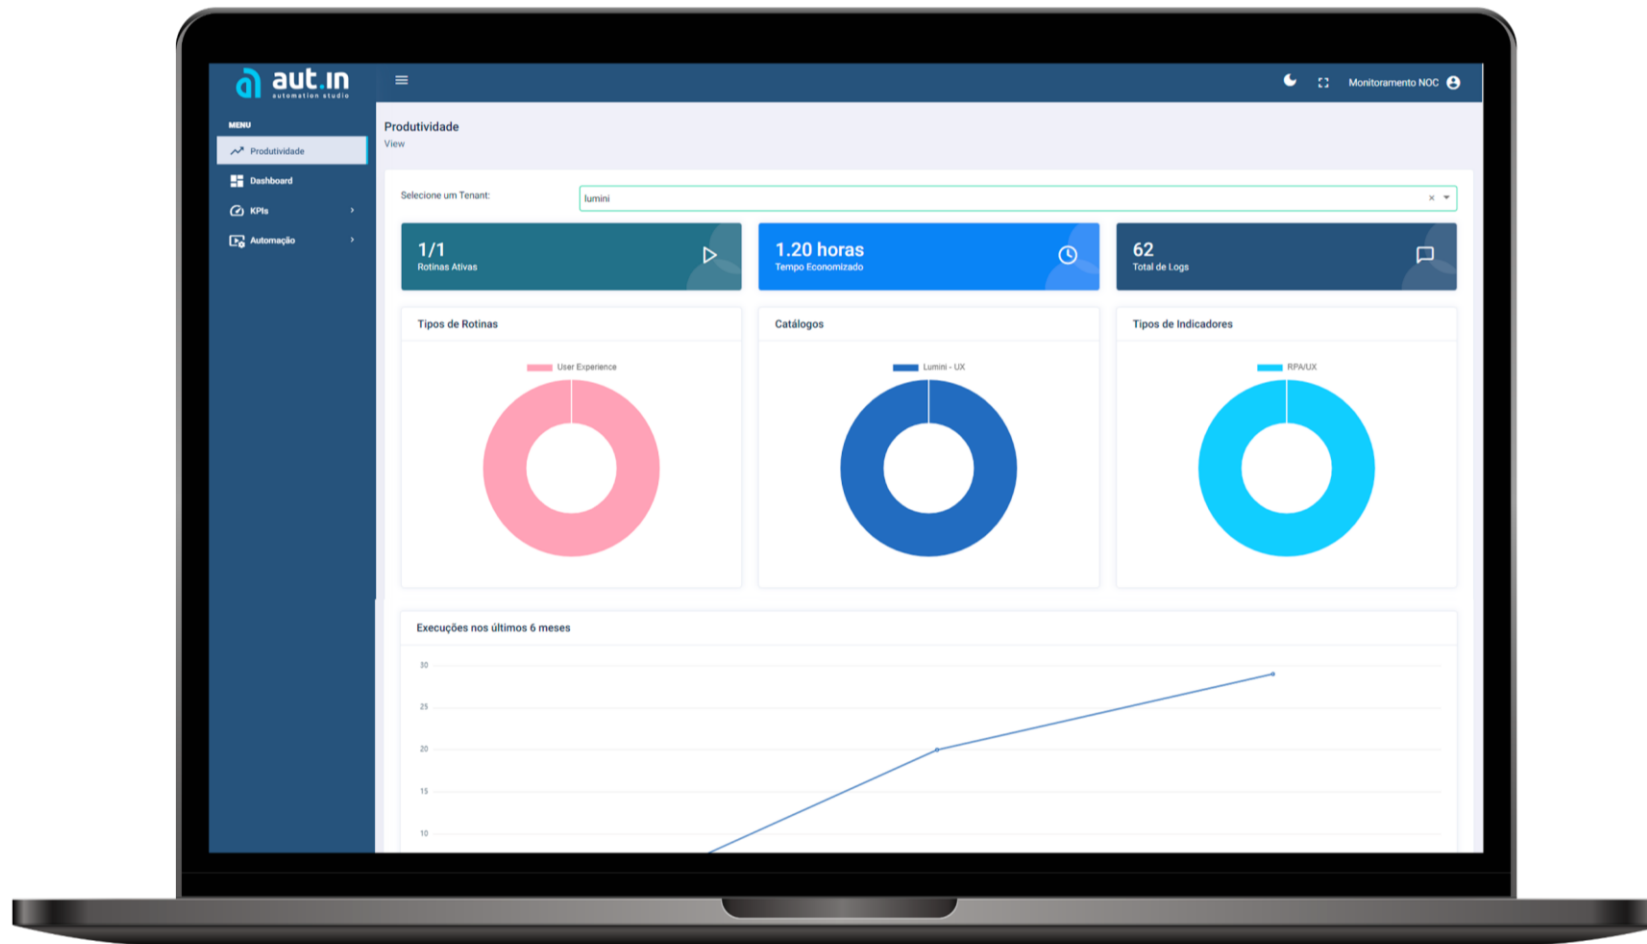 aut.in
automation studio
Monitoramento NOC
MENU
Produtividade
Dashboard
KPIs
Automação
Produtividade
View
Selecione um Tenant:
lumini
1/1
Rotinas Ativas
1.20 horas
Tempo Economizado
62
Total de Logs
Tipos de Rotinas
User Experience
Catálogos
Lumini - UX
Tipos de Indicadores
RPA/UX
Execuções nos últimos 6 meses
30
25
20
15
10